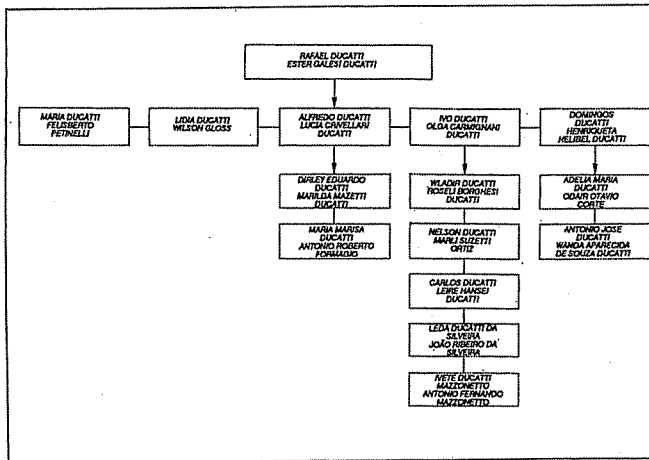 RAFAEL DUCATTI
ESTER GALESI DUCATTI
MARIA DUCATTI
FELISBERTO
PETINELLI
LIDIA DUCATTI
WILSON GLOSS
ALFREDO DUCATTI
LUCIA CRIVELLARI
DUCATTI
IVO DUCATTI
OLGA CARMIGNANI
DUCATTI
DOMINGOS
DUCATTI
HENRIQUETA
HELIBEL DUCATTI
DIRLEY EDUARDO
DUCATTI
MARILDA MAZETTI
DUCATTI
WLADIR DUCATTI
ROSELI BORGHESI
DUCATTI
ADELIA MARIA
DUCATTI
ODAIR OTAVIO
CORTE
MARIA MARISA
DUCATTI
ANTONIO ROBERTO
FORMAGIO
NELSON DUCATTI
MARLI SUZETTI
ORTIZ
ANTONIO JOSE
DUCATTI
WANDA APARECIDA
DE SOUZA DUCATTI
CARLOS DUCATTI
LEIRE HANSEI
DUCATTI
LEDA DUCATTI DA
SILVEIRA
JOÃO RIBEIRO DA
SILVEIRA
IVETE DUCATTI
MAZZONETTO
ANTONIO FERNANDO
MAZZONETTO